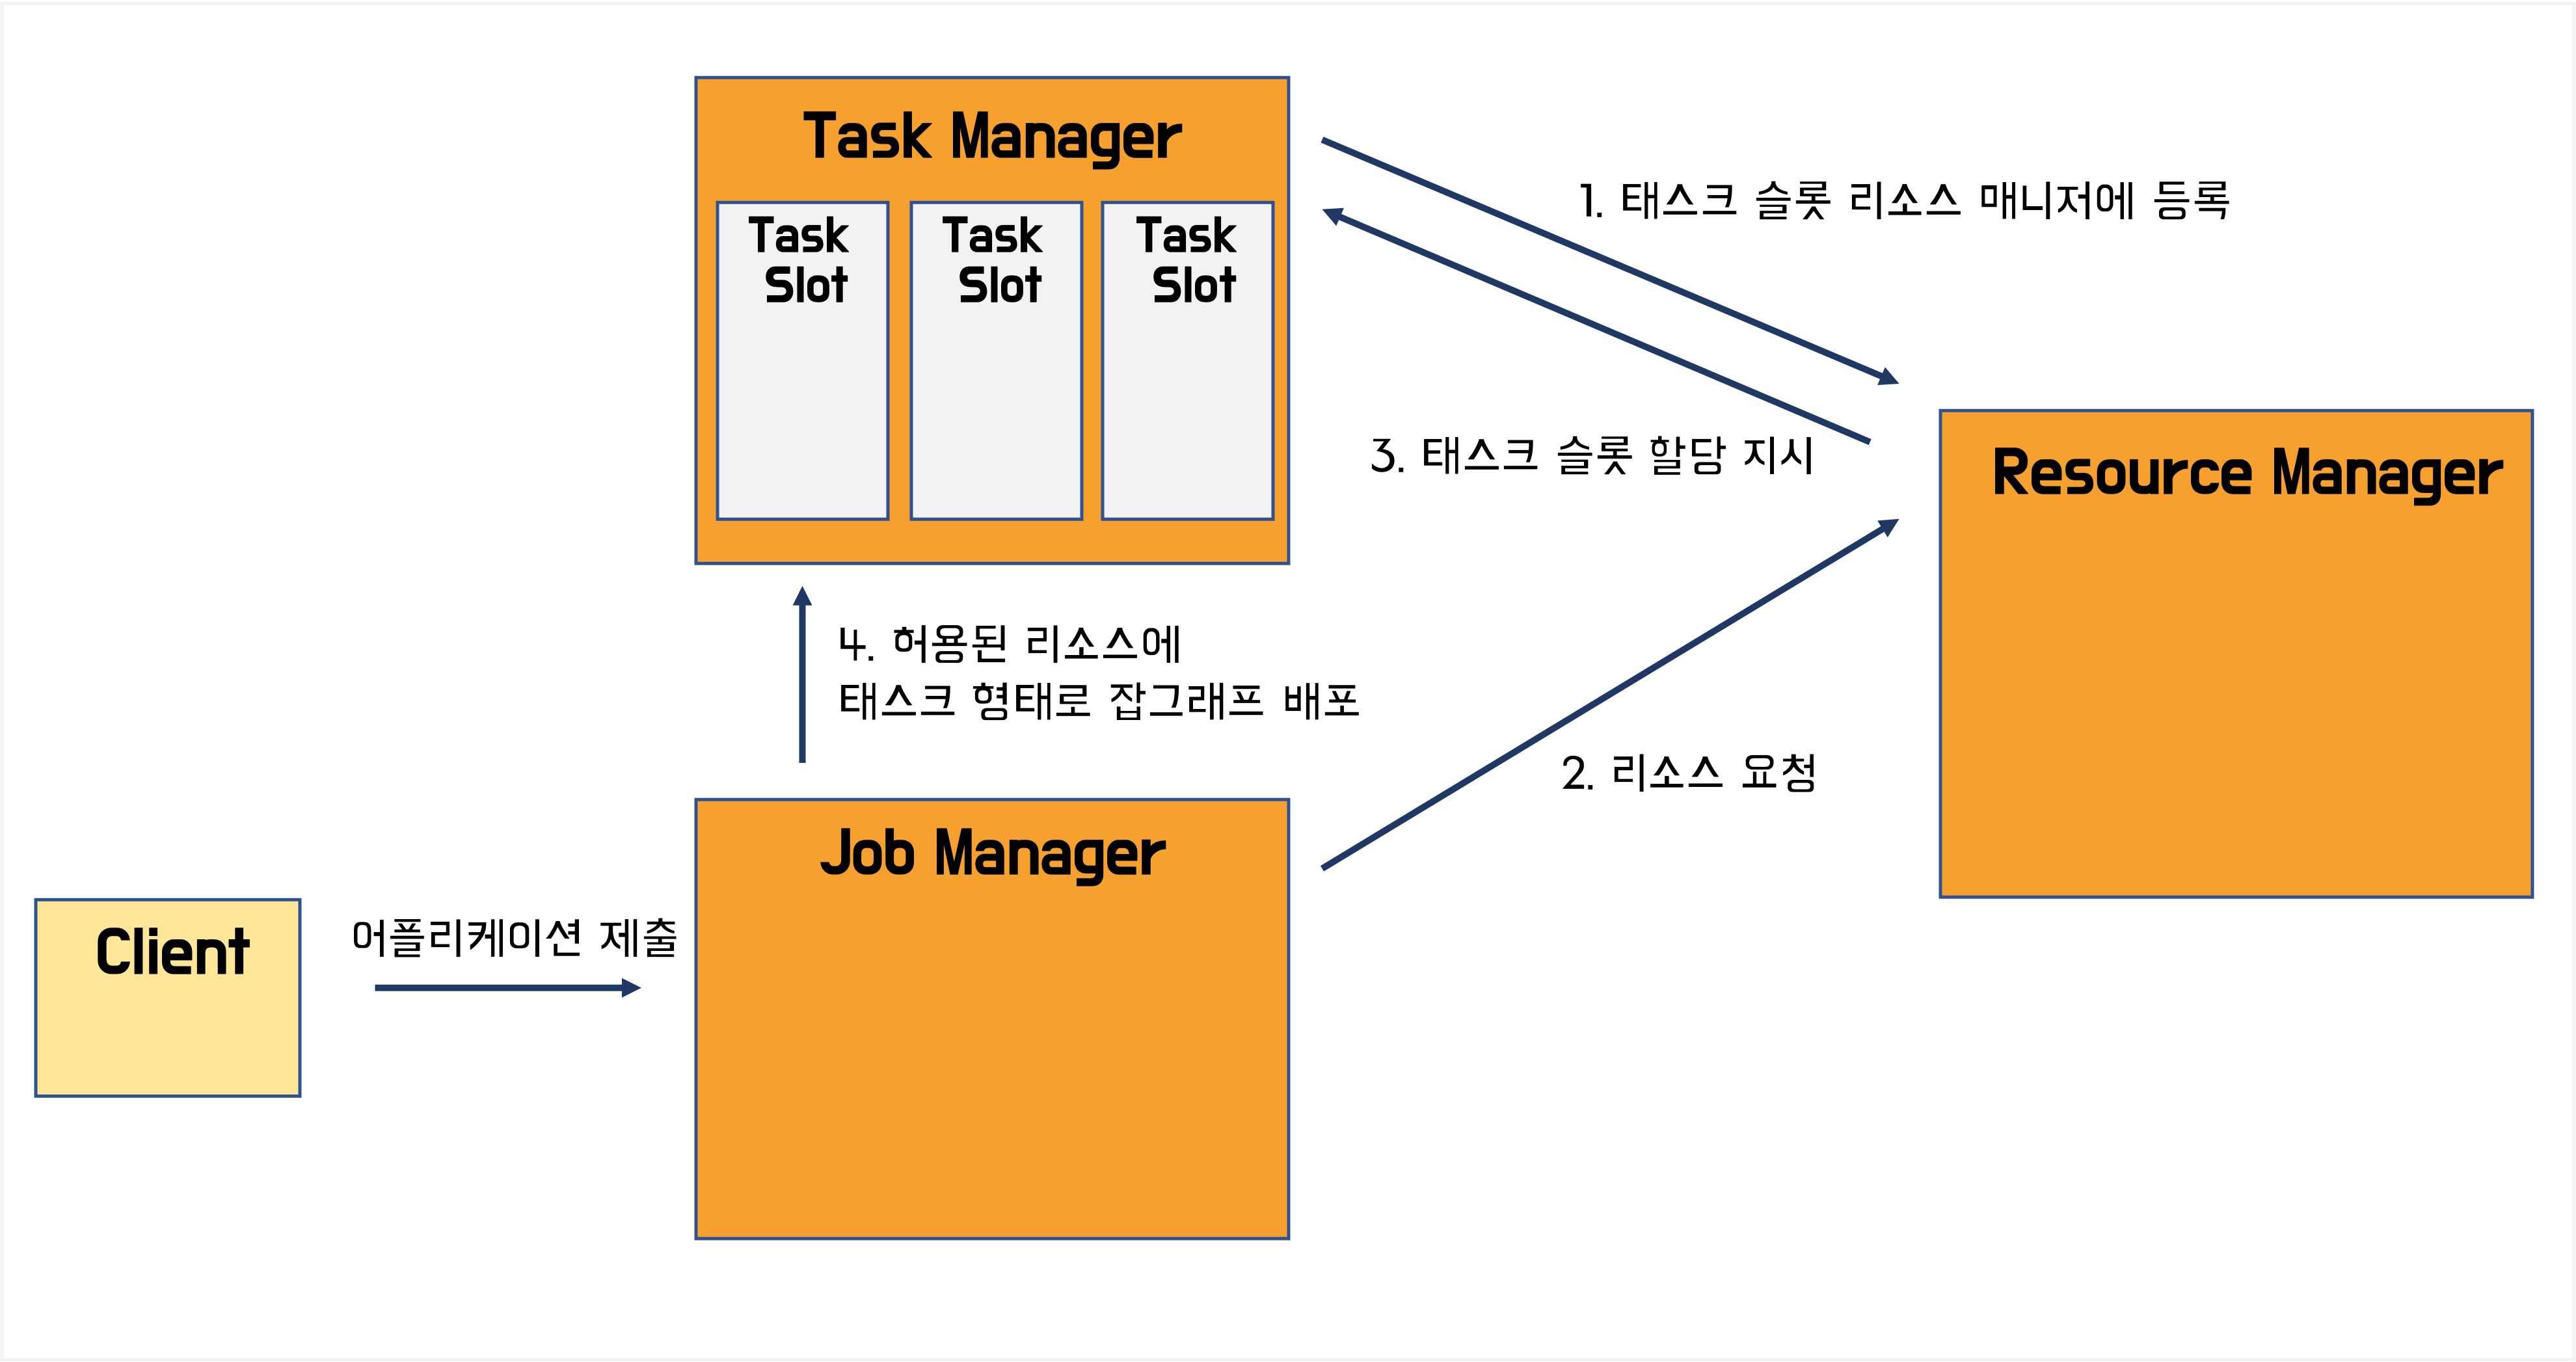 Task Manager
Task
Slot
Task
Slot
Task
Slot
1. 태스크 슬롯 리소스 매니저에 등록
3. 태스크 슬롯 할당 지시
Resource Manager
4. 허용된 리소스에
태스크 형태로 잡그래프 배포
2. 리소스 요청
Job Manager
Client
어플리케이션 제출